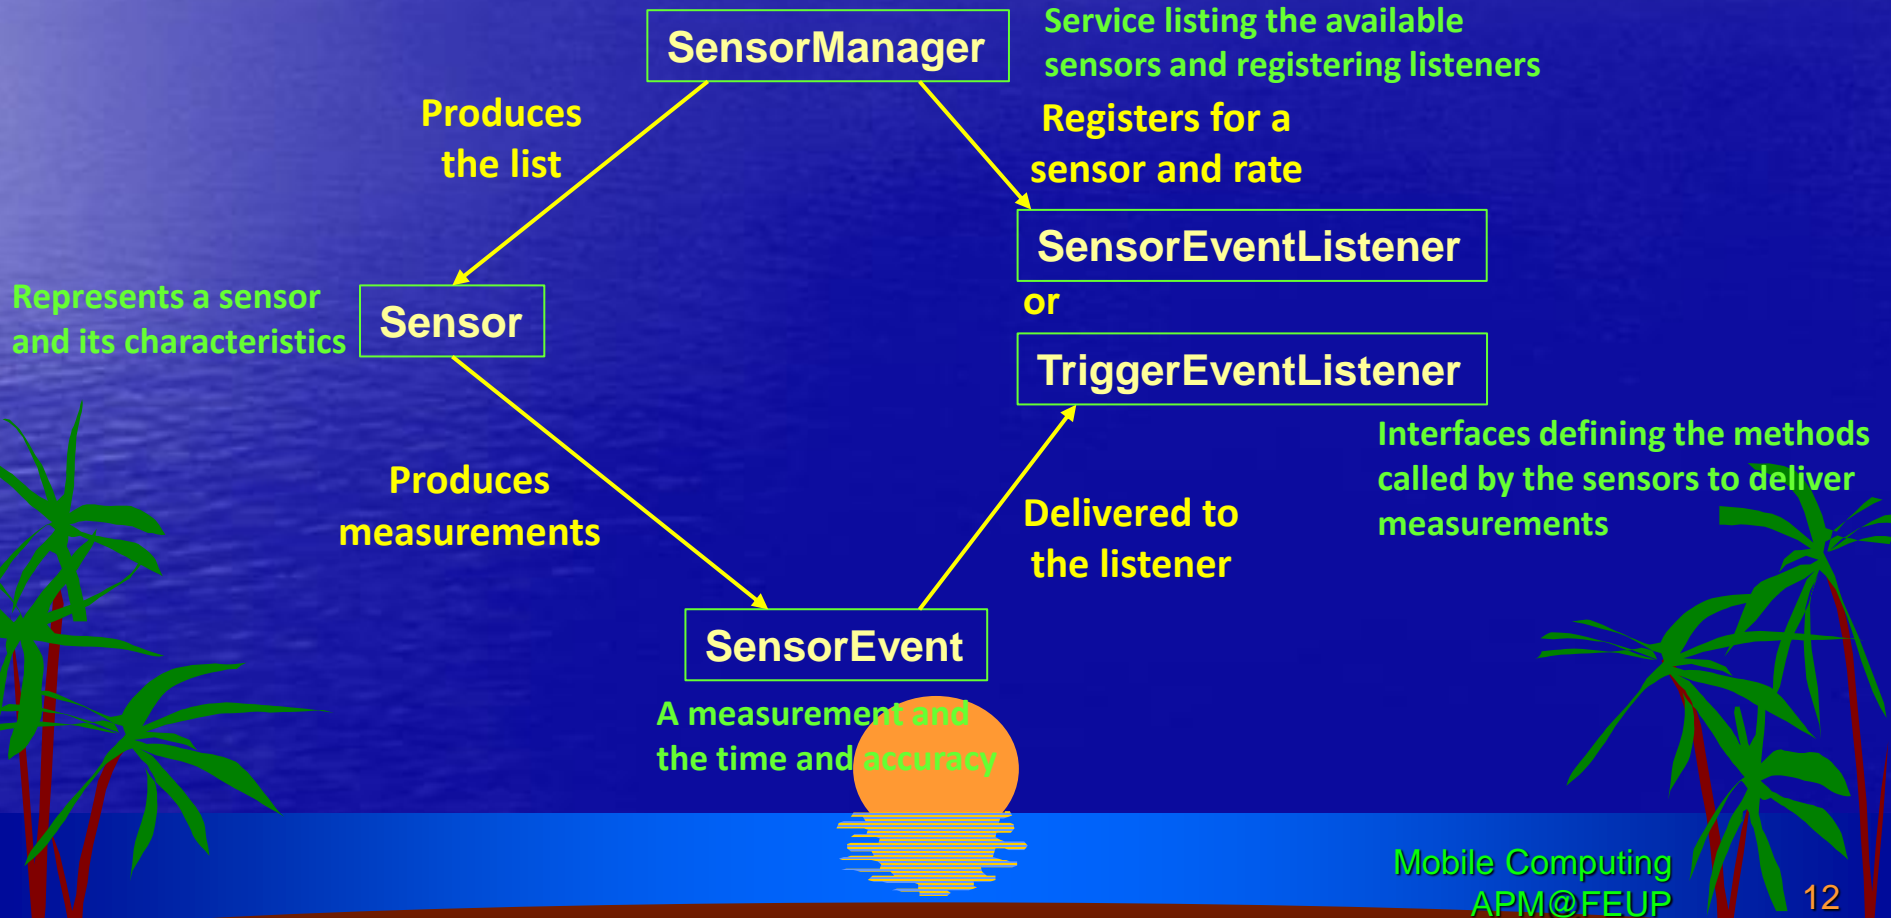 SensorManager
Service listing the available
sensors and registering listeners
Produces
the list
Registers for a
sensor and rate
SensorEventListener
or
TriggerEventListener
Represents a sensor
and its characteristics
Sensor
Interfaces defining the methods
called by the sensors to deliver
measurements
Produces
measurements
Delivered to
the listener
SensorEvent
A measurement and
the time and accuracy
Mobile Computing
APM@FEUP
12